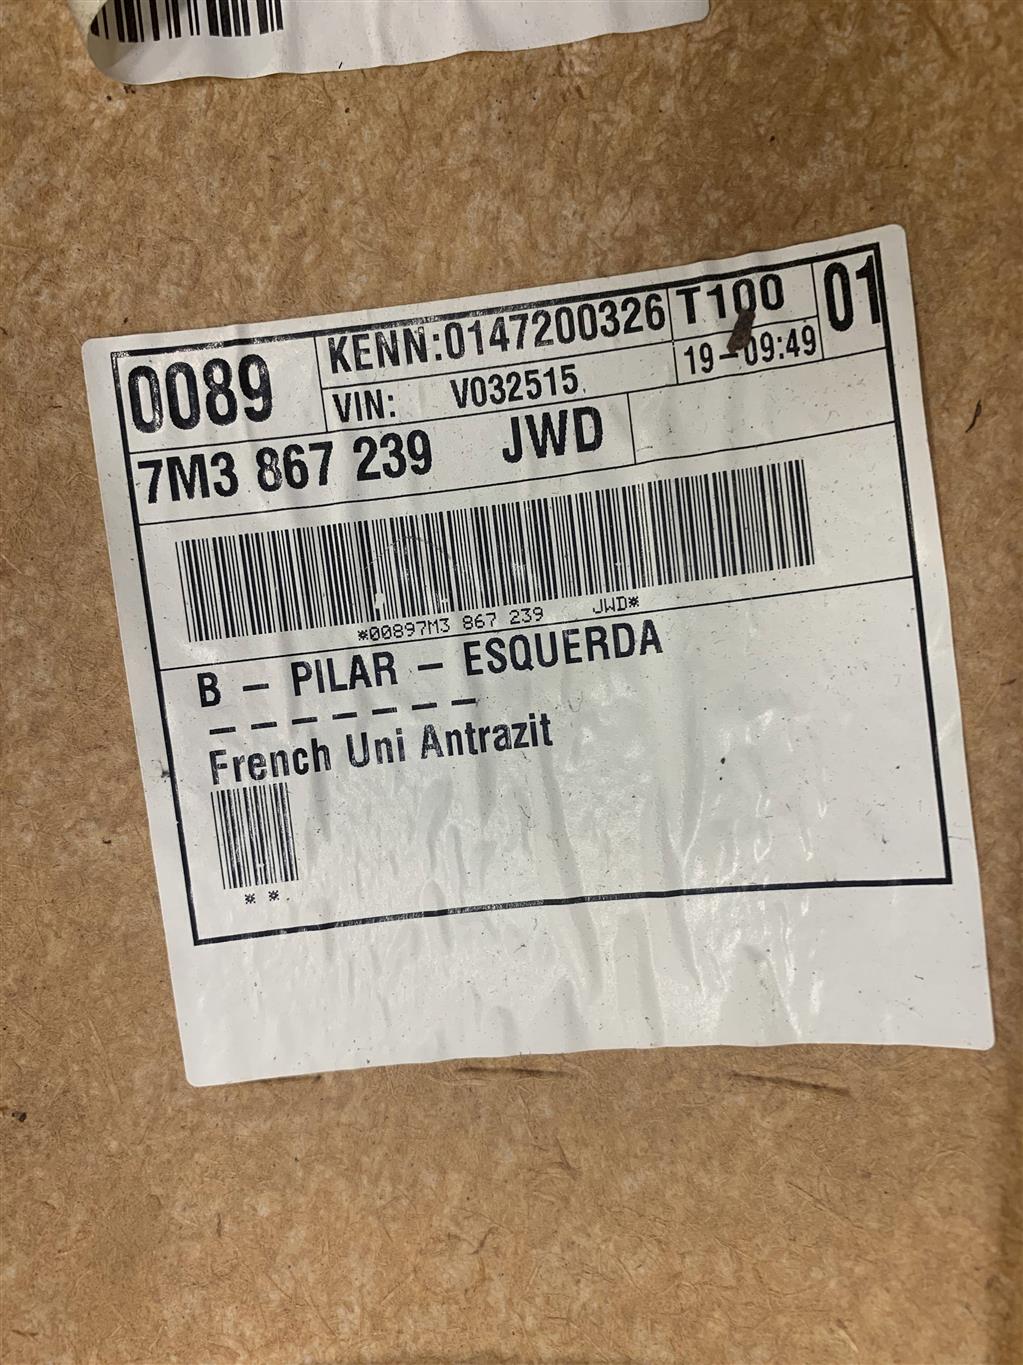 0089 KENN:0147200326 T100 01
VIN: V032515 19-09:49
7M3 867 239 JWD
*00897M3 867 239 JWD*
B - PILAR - ESQUERDA
- - - - - - -
French Uni Antrazit
* *